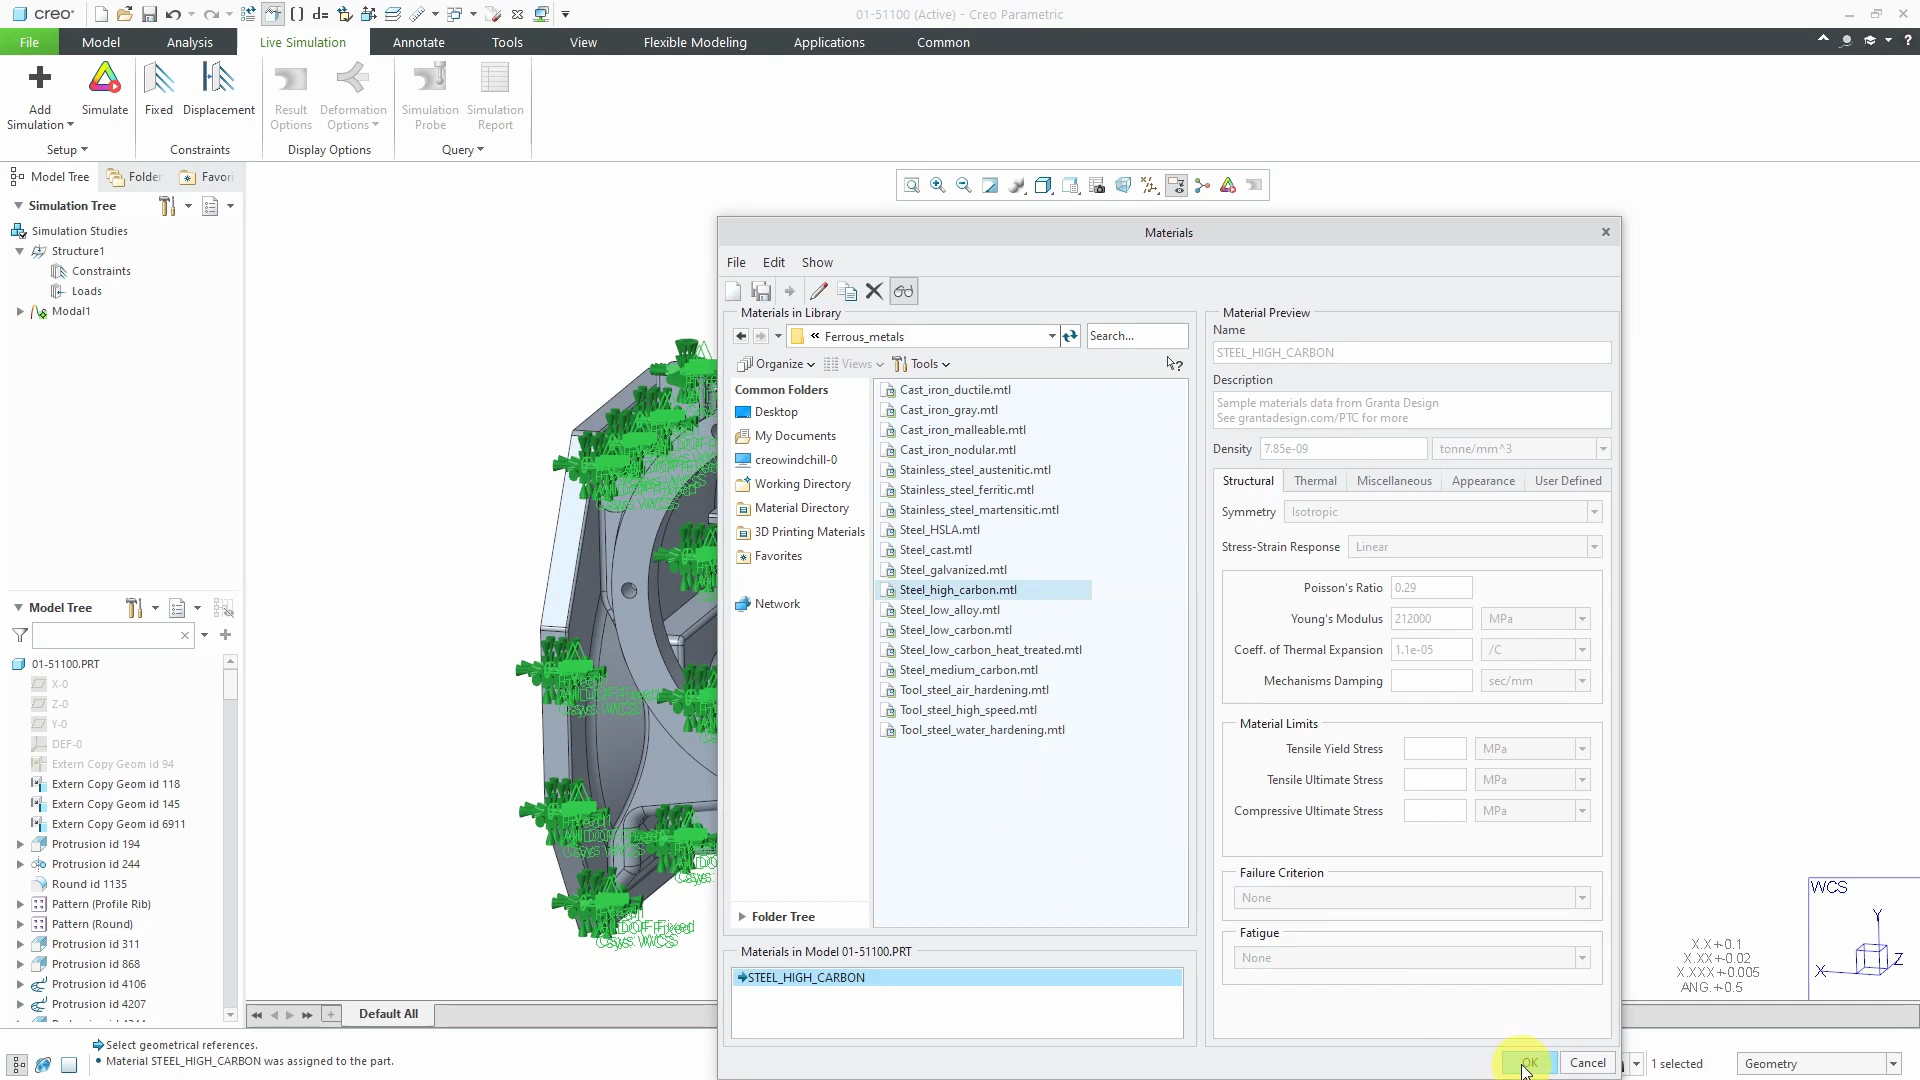 creo
01-51100 (Active) - Creo Parametric
File
Model
Analysis
Live Simulation
Annotate
Tools
View
Flexible Modeling
Applications
Common
Add Simulation
Simulate
Fixed
Displacement
Result Options
Deformation Options
Simulation Probe
Simulation Report
Setup
Constraints
Display Options
Query
Model Tree
Folder
Favori
Simulation Tree
Simulation Studies
Structure1
Constraints
Loads
Modal1
Model Tree
01-51100.PRT
X-0
Z-0
Y-0
DEF-0
Extern Copy Geom id 94
Extern Copy Geom id 118
Extern Copy Geom id 145
Extern Copy Geom id 6911
Protrusion id 194
Protrusion id 244
Round id 1135
Pattern (Profile Rib)
Pattern (Round)
Protrusion id 311
Protrusion id 868
Protrusion id 4106
Protrusion id 4207
Materials
File
Edit
Show
Materials in Library
« Ferrous_metals
Search...
Organize
Views
Tools
Common Folders
Desktop
My Documents
creowindchill-0
Working Directory
Material Directory
3D Printing Materials
Favorites
Network
Folder Tree
Cast_iron_ductile.mtl
Cast_iron_gray.mtl
Cast_iron_malleable.mtl
Cast_iron_nodular.mtl
Stainless_steel_austenitic.mtl
Stainless_steel_ferritic.mtl
Stainless_steel_martensitic.mtl
Steel_HSLA.mtl
Steel_cast.mtl
Steel_galvanized.mtl
Steel_high_carbon.mtl
Steel_low_alloy.mtl
Steel_low_carbon.mtl
Steel_low_carbon_heat_treated.mtl
Steel_medium_carbon.mtl
Tool_steel_air_hardening.mtl
Tool_steel_high_speed.mtl
Tool_steel_water_hardening.mtl
Materials in Model 01-51100.PRT
STEEL_HIGH_CARBON
Material Preview
Name
STEEL_HIGH_CARBON
Description
Sample materials data from Granta Design
See grantadesign.com/PTC for more
Density 7.85e-09 tonne/mm^3
Structural
Thermal
Miscellaneous
Appearance
User Defined
Symmetry Isotropic
Stress-Strain Response Linear
Poisson's Ratio 0.29
Young's Modulus 212000 MPa
Coeff. of Thermal Expansion 1.1e-05 /C
Mechanisms Damping sec/mm
Material Limits
Tensile Yield Stress MPa
Tensile Ultimate Stress MPa
Compressive Ultimate Stress MPa
Failure Criterion
None
Fatigue
None
OK
Cancel
WCS
Y
X
Z
X.X+-0.1
X.XX+-0.02
X.XXX+-0.005
ANG.+-0.5
Default All
Select geometrical references.
• Material STEEL_HIGH_CARBON was assigned to the part.
1 selected
Geometry